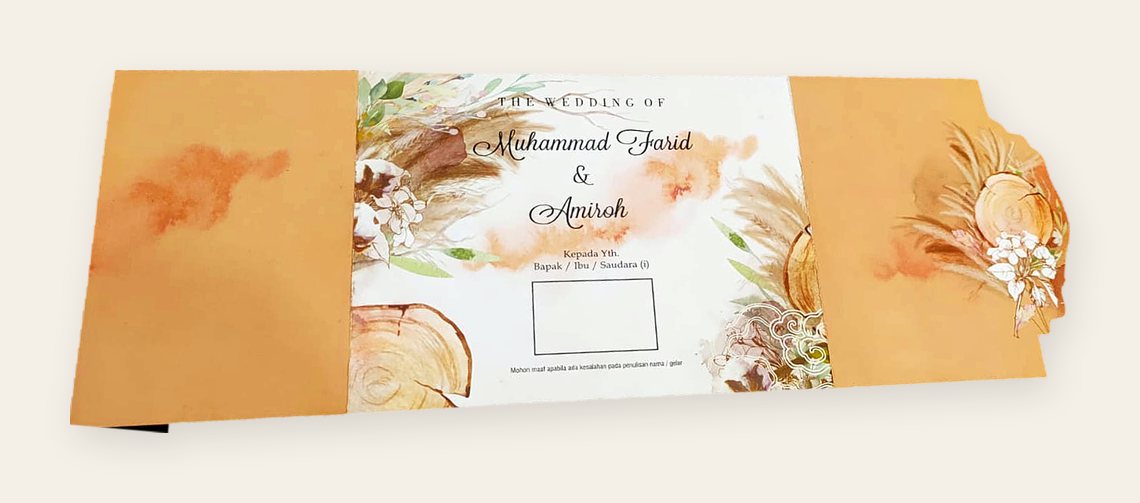 THE WEDDING OF
Muhammad Farid
&
Amiroh
Kepada Yth.
Bapak / Ibu / Saudara (i)
Mohon maaf apabila ada kesalahan pada penulisan nama / gelar